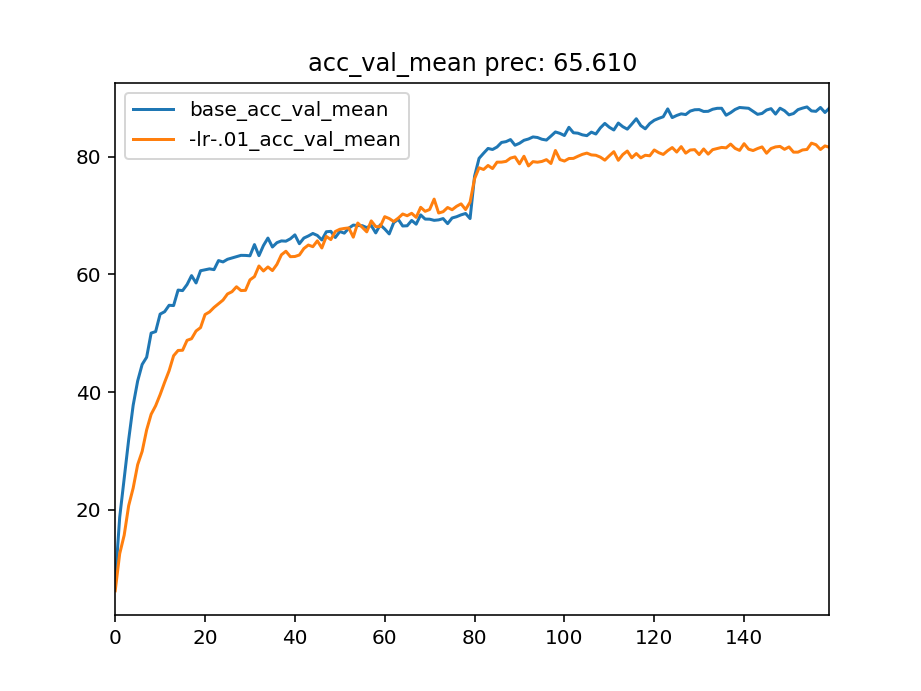 acc_val_mean prec: 65.610
base_acc_val_mean
-lr-.01_acc_val_mean
80
60
40
20
0 20 40 60 80 100 120 140